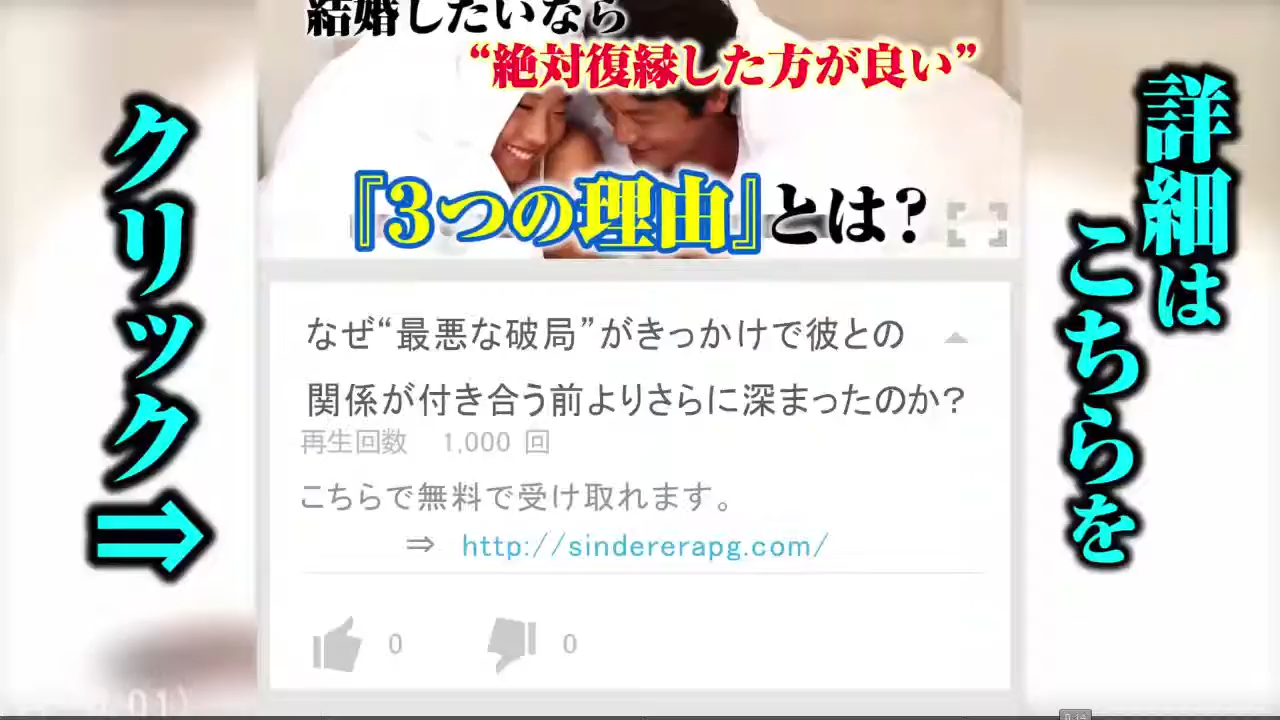 結婚したいなら
“絶対復縁した方が良い”
『3つの理由』とは?
詳細は
こちらを
クリック⇒
なぜ“最悪な破局”がきっかけで彼との
関係が付き合う前よりさらに深まったのか?
再生回数 1,000 回
こちらで無料で受け取れます。
⇒ http://sindererapg.com/
0 0
0:14